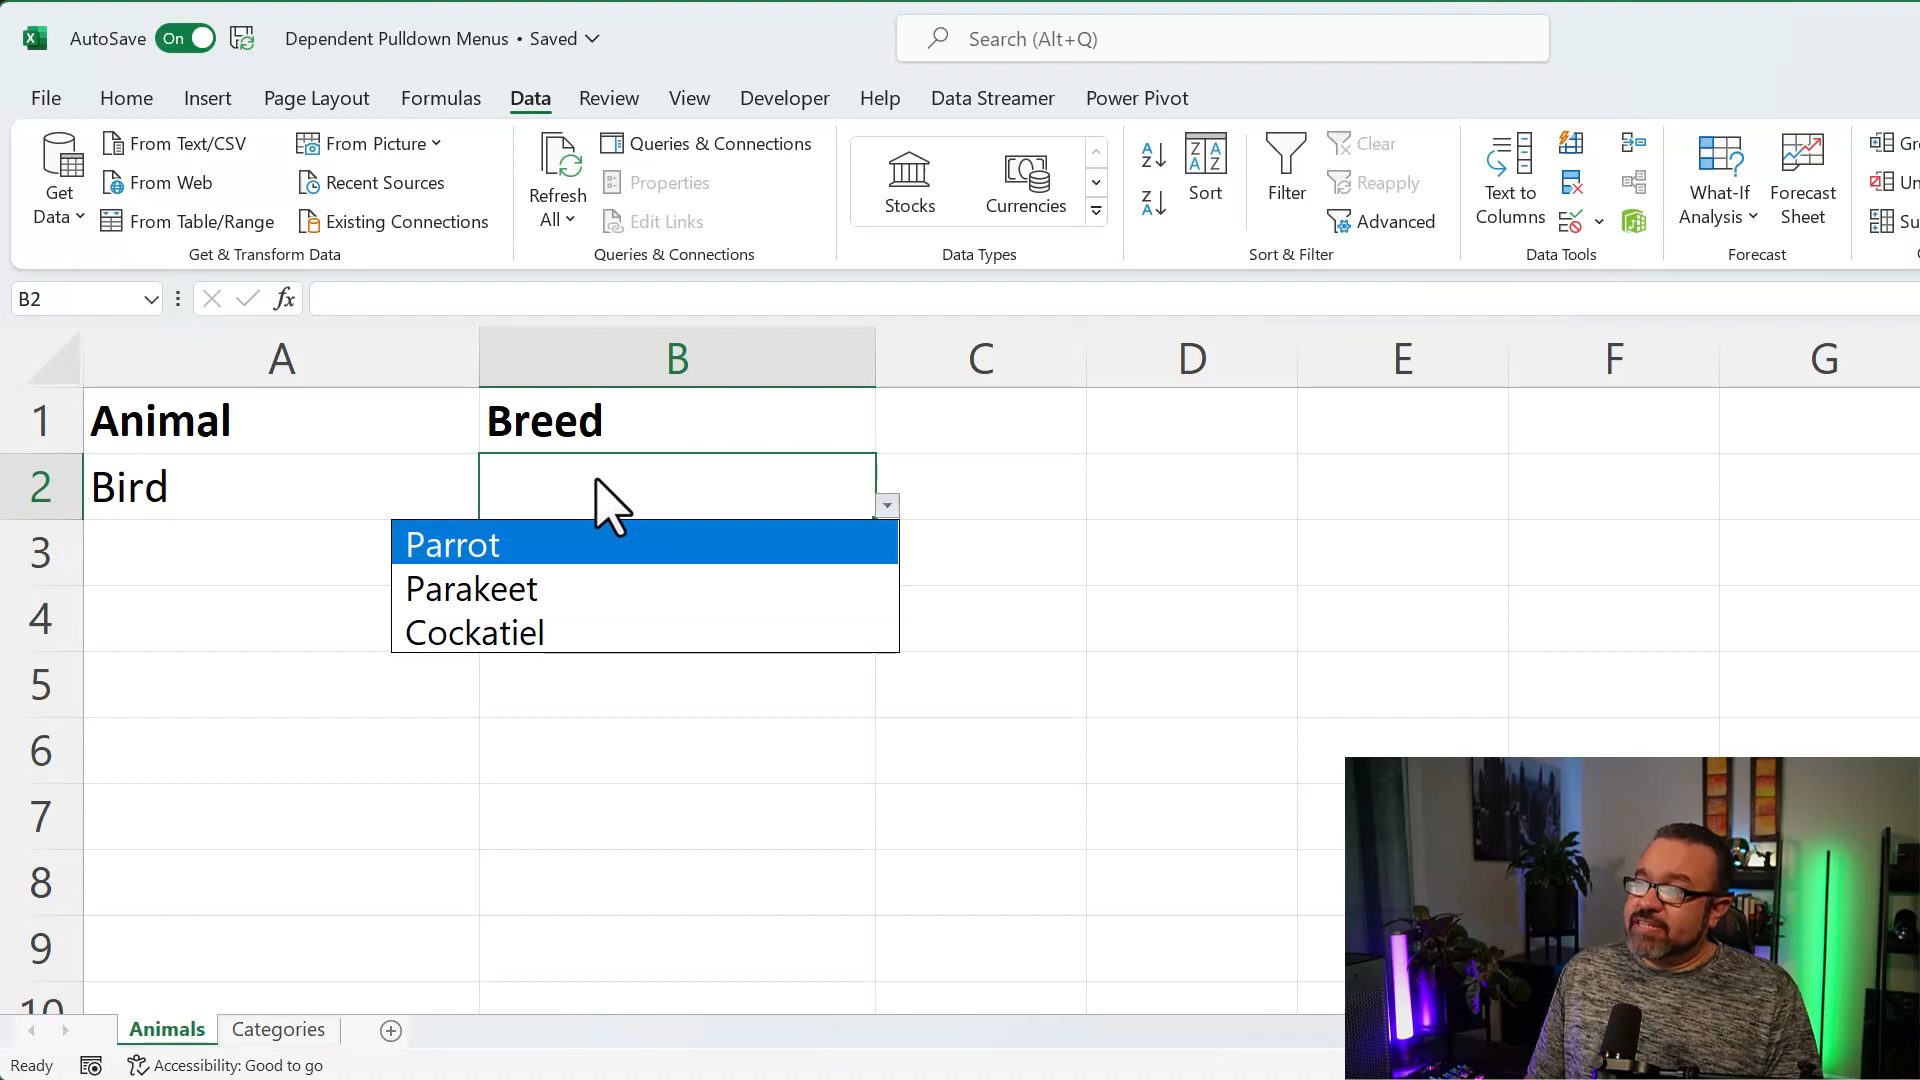 AutoSave On Dependent Pulldown Menus • Saved Search (Alt+Q)
File Home Insert Page Layout Formulas Data Review View Developer Help Data Streamer Power Pivot
Get Data
From Text/CSV
From Web
From Table/Range
From Picture
Recent Sources
Existing Connections
Get & Transform Data
Refresh All
Queries & Connections
Properties
Edit Links
Queries & Connections
Stocks
Currencies
Data Types
Sort
Filter
Clear
Reapply
Advanced
Sort & Filter
Text to Columns
Data Tools
What-If Analysis
Forecast Sheet
Forecast
B2 fx
A B C D E F G
1 Animal Breed
2 Bird
Parrot
Parakeet
Cockatiel
3
4
5
6
7
8
9
10
Animals Categories
Ready Accessibility: Good to go